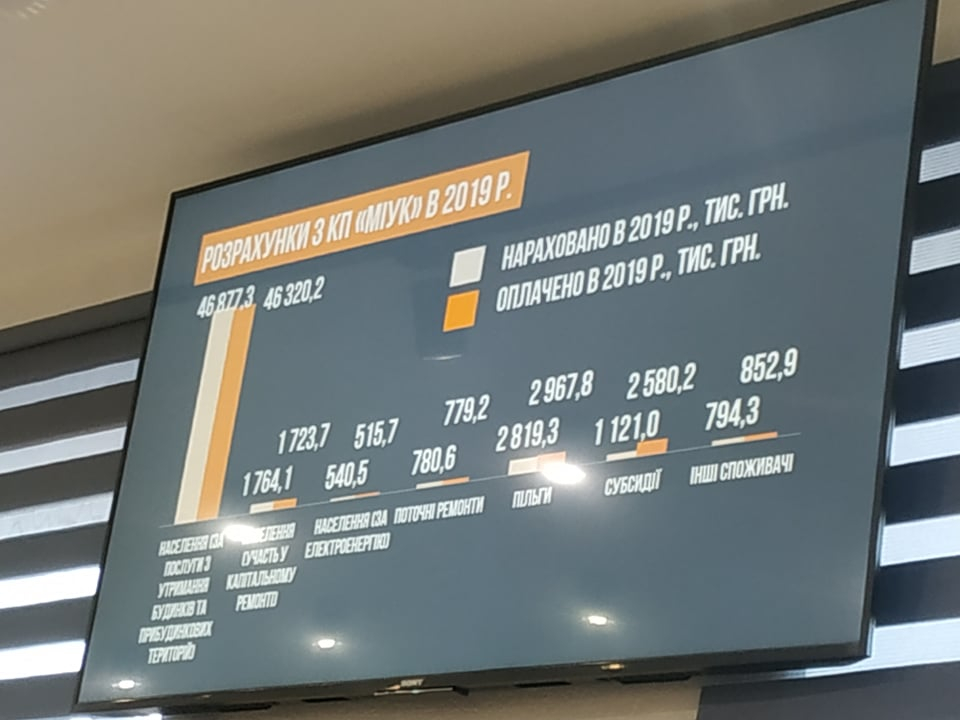 РОЗРАХУНКИ З КП «МІУК» В 2019 Р.
НАРАХОВАНО В 2019 Р., ТИС. ГРН.
ОПЛАЧЕНО В 2019 Р., ТИС. ГРН.
46 877,3 46 320,2
1 764,1 1 723,7
540,5 515,7
780,6 779,2
2 819,3 2 967,8
1 121,0 2 580,2
794,3 852,9
НАСЕЛЕННЯ (ЗА
ПОСЛУГИ З
УТРИМАННЯ
БУДИНКІВ ТА
ПРИБУДИНКОВИХ
ТЕРИТОРІЙ)
НАСЕЛЕННЯ
(УЧАСТЬ У
КАПІТАЛЬНОМУ
РЕМОНТІ)
НАСЕЛЕННЯ (ЗА
ЕЛЕКТРОЕНЕРГІЮ)
ПОТОЧНІ РЕМОНТИ
ПІЛЬГИ
СУБСИДІЇ
ІНШІ СПОЖИВАЧІ
SONY